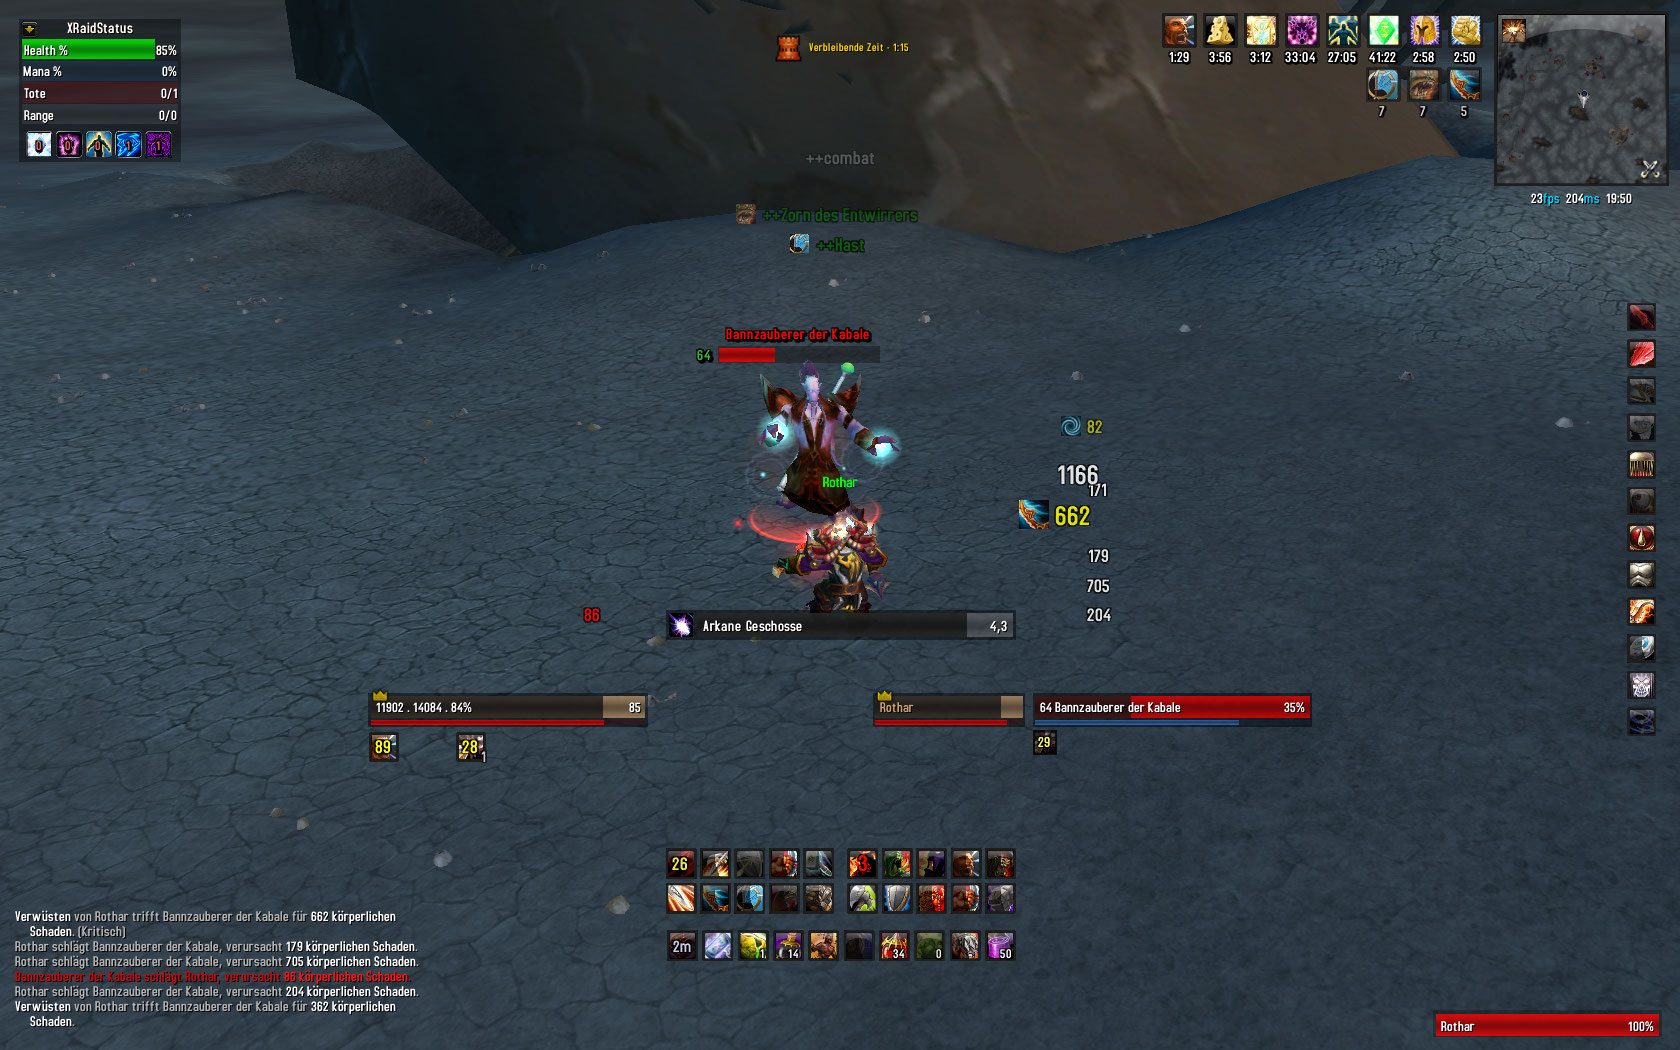 XRaidStatus
Health % 85%
Mana % 0%
Tote 0/1
Range 0/0
0 0 0 1 1
Verbleibende Zeit - 1:15
1:29 3:56 3:12 33:04 27:05 41:22 2:58 2:50
7 7 5
23fps 204ms 19:50
++combat
++Zorn des Entwirrers
++Hast
Bannzauberer der Kabale
64
82
1166
171
Rothar
662
179
705
86
204
Arkane Geschosse 4,3
11902 . 14084 . 84% 85
Rothar
64 Bannzauberer der Kabale 35%
89 28 1
29
26 3
2m 1 14 34 0 50
Verwüsten von Rothar trifft Bannzauberer der Kabale für 662 körperlichen
Schaden. (Kritisch)
Rothar schlägt Bannzauberer der Kabale, verursacht 179 körperlichen Schaden.
Rothar schlägt Bannzauberer der Kabale, verursacht 705 körperlichen Schaden.
Bannzauberer der Kabale schlägt Rothar, verursacht 86 körperlichen Schaden.
Rothar schlägt Bannzauberer der Kabale, verursacht 204 körperlichen Schaden.
Verwüsten von Rothar trifft Bannzauberer der Kabale für 362 körperlichen
Schaden.
Rothar 100%